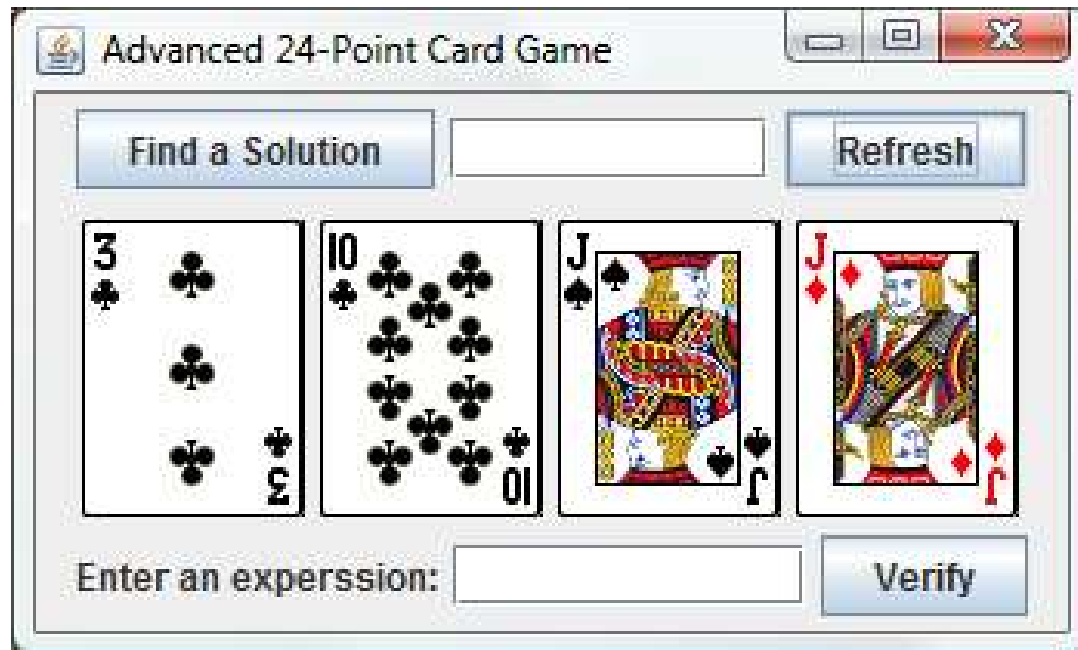 Advanced 24-Point Card Game
Find a Solution Refresh
3 10 J J
3 10 J J
Enter an experssion: Verify